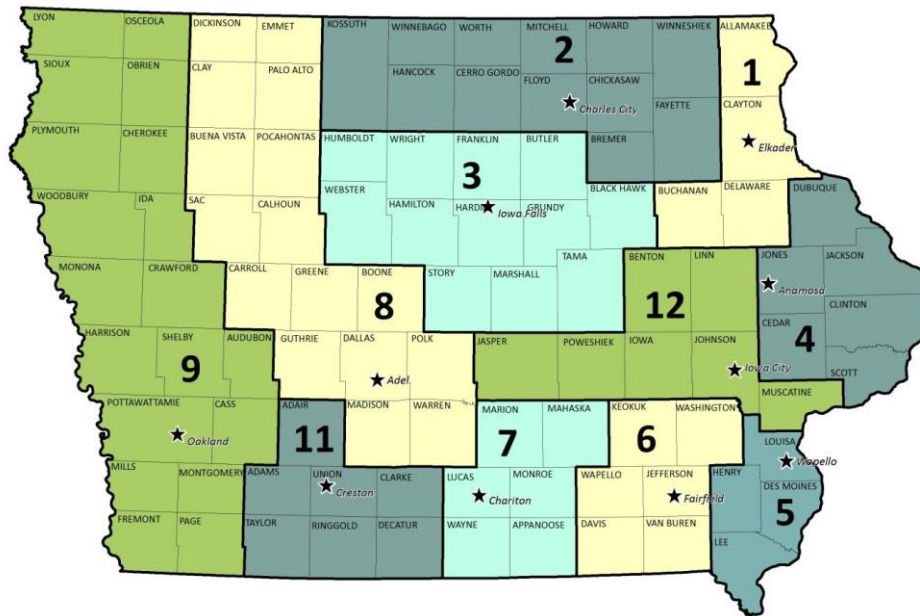 LYON
OSCEOLA
DICKINSON
EMMET
KOSSUTH
WINNEBAGO
WORTH
MITCHELL
HOWARD
WINNESHIEK
ALLAMAKEE
2
1
SIOUX
OBRIEN
CLAY
PALO ALTO
HANCOCK
CERRO GORDO
FLOYD
CHICKASAW
Charles City
FAYETTE
CLAYTON
Elkader
PLYMOUTH
CHEROKEE
BUENA VISTA
POCAHONTAS
HUMBOLDT
WRIGHT
FRANKLIN
BUTLER
BREMER
3
WOODBURY
IDA
SAC
CALHOUN
WEBSTER
HAMILTON
HARDIN
GRUNDY
Iowa Falls
BLACK HAWK
BUCHANAN
DELAWARE
DUBUQUE
MONONA
CRAWFORD
CARROLL
GREENE
BOONE
STORY
MARSHALL
TAMA
BENTON
LINN
JONES
JACKSON
8
12
Anamosa
HARRISON
SHELBY
AUDUBON
GUTHRIE
DALLAS
POLK
JASPER
POWESHIEK
IOWA
JOHNSON
CEDAR
CLINTON
4
9
Adel
Iowa City
SCOTT
POTTAWATTAMIE
CASS
ADAIR
MADISON
WARREN
MARION
MAHASKA
KEOKUK
WASHINGTON
MUSCATINE
Oakland
11
7
6
LOUISA
Wapello
MILLS
MONTGOMERY
ADAMS
UNION
CLARKE
LUCAS
MONROE
WAPELLO
JEFFERSON
HENRY
DES MOINES
Creston
Chariton
Fairfield
5
FREMONT
PAGE
TAYLOR
RINGGOLD
DECATUR
WAYNE
APPANOOSE
DAVIS
VAN BUREN
LEE